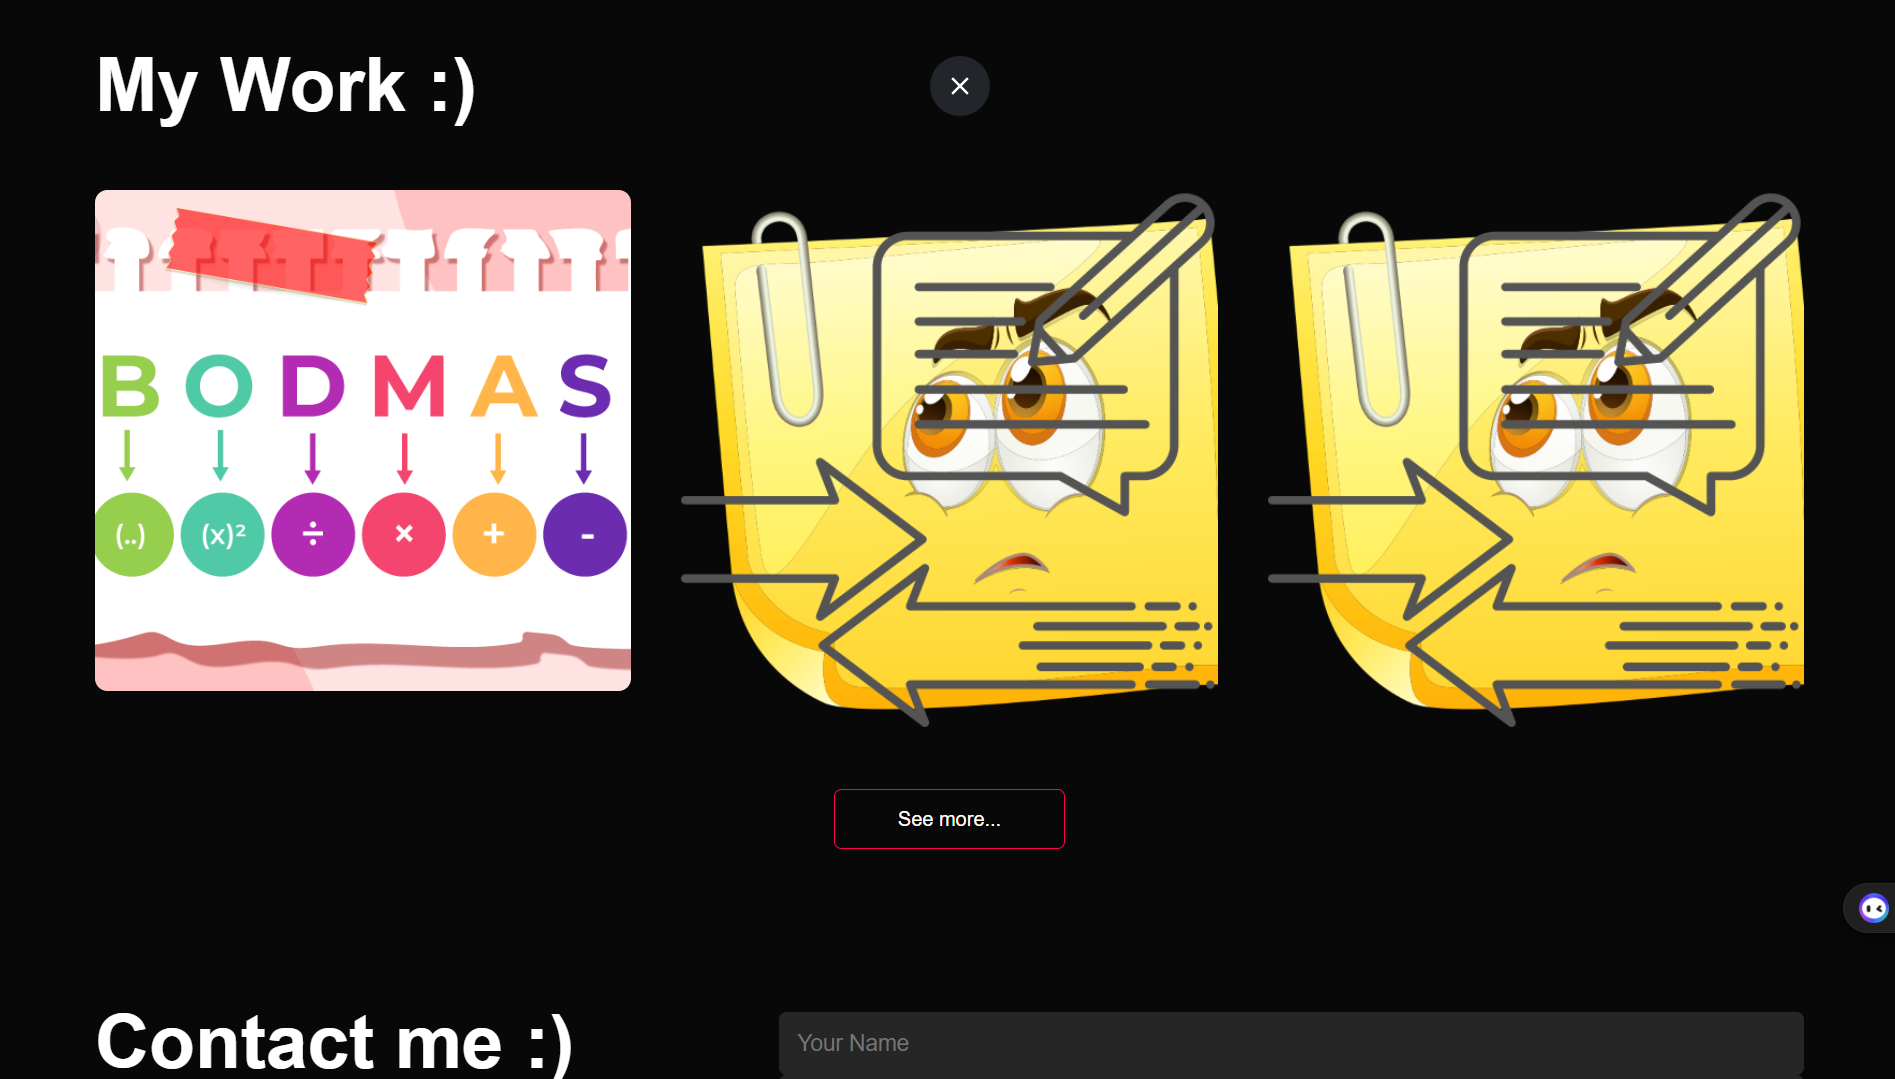 My Work :)
B O D M A S
(..) (x)² ÷ × + -
See more...
Contact me :)
Your Name